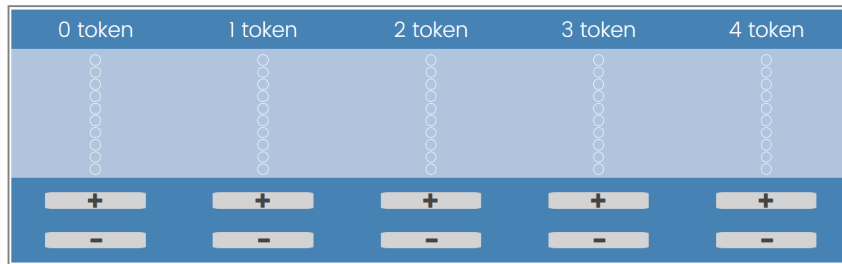 0 token 1 token 2 token 3 token 4 token
+ + + + +
- - - - -